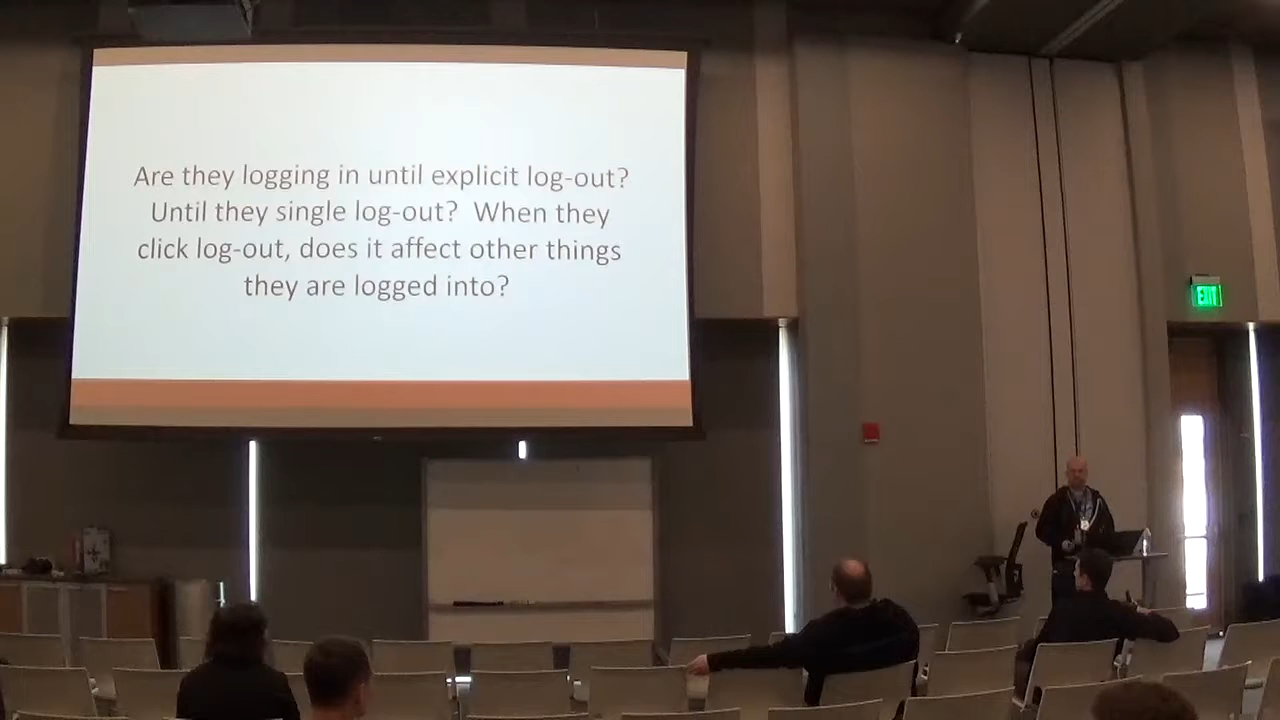 Are they logging in until explicit log-out?
Until they single log-out?  When they
click log-out, does it affect other things
they are logged into?
EXIT